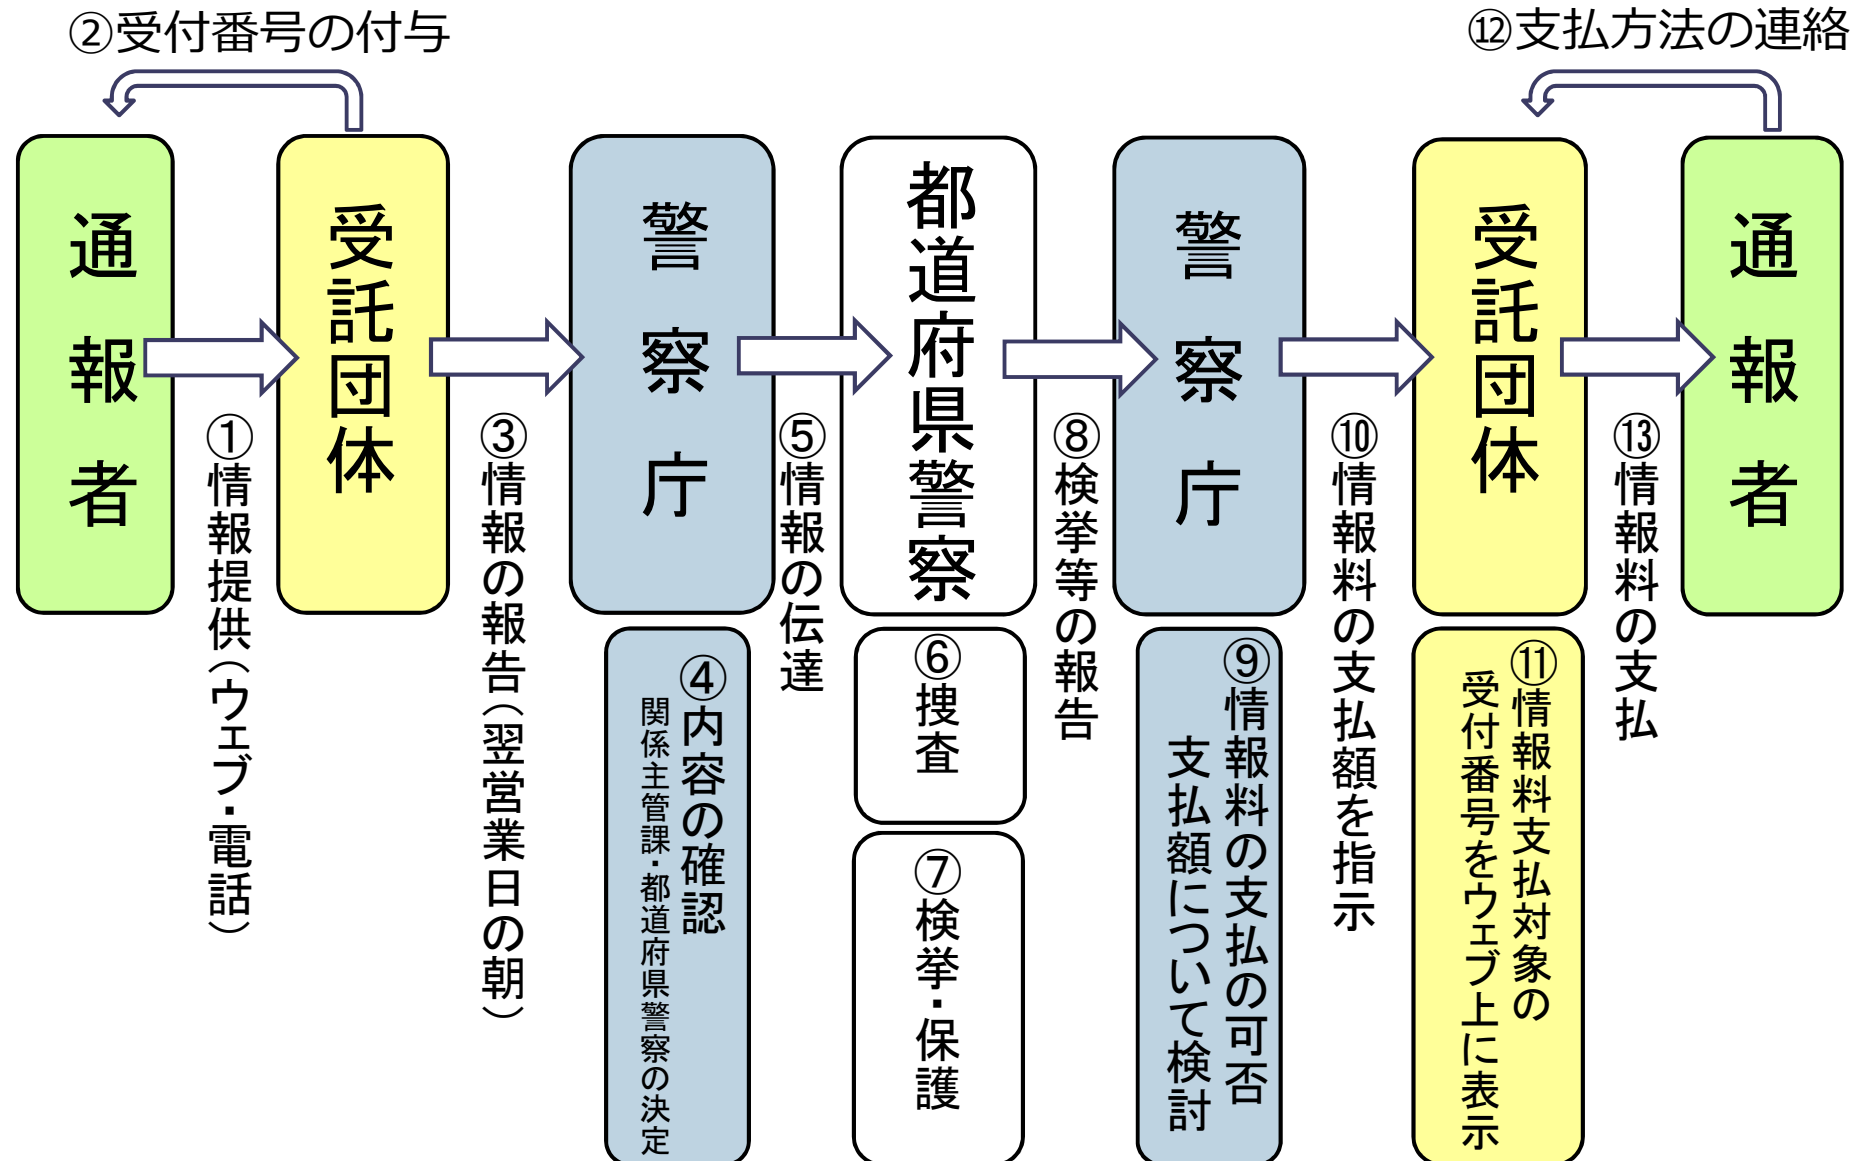 ②受付番号の付与
⑫支払方法の連絡
通報者
①情報提供（ウェブ・電話）
受託団体
③情報の報告（翌営業日の朝）
警察庁
④内容の確認
関係主管課・都道府県警察の決定
⑤情報の伝達
都道府県警察
⑥捜査
⑦検挙・保護
⑧検挙等の報告
警察庁
⑨情報料の支払の可否
支払額について検討
⑩情報料の支払額を指示
受託団体
⑪情報料支払対象の
受付番号をウェブ上に表示
⑬情報料の支払
通報者